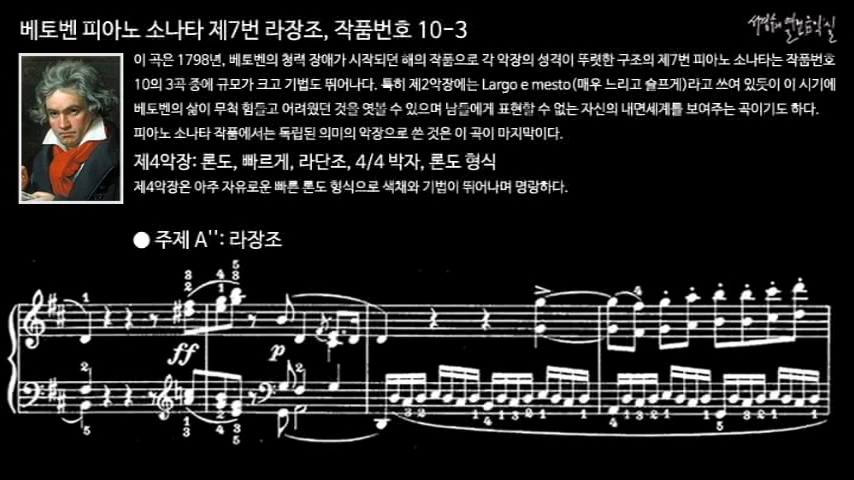 베토벤 피아노 소나타 제7번 라장조, 작품번호 10-3
이 곡은 1798년, 베토벤의 청력 장애가 시작되던 해의 작품으로 각 악장의 성격이 뚜렷한 구조의 제7번 피아노 소나타는 작품번호
10의 3곡 중에 규모가 크고 기법도 뛰어나다. 특히 제2악장에는 Largo e mesto(매우 느리고 슬프게)라고 쓰여 있듯이 이 시기에
베토벤의 삶이 무척 힘들고 어려웠던 것을 엿볼 수 있으며 남들에게 표현할 수 없는 자신의 내면세계를 보여주는 곡이기도 하다.
피아노 소나타 작품에서는 독립된 의미의 악장으로 쓴 것은 이 곡이 마지막이다.
제4악장: 론도, 빠르게, 라단조, 4/4 박자, 론도 형식
제4악장은 아주 자유로운 빠른 론도 형식으로 색채와 기법이 뛰어나며 명랑하다.
● 주제 A'': 라장조
ff p